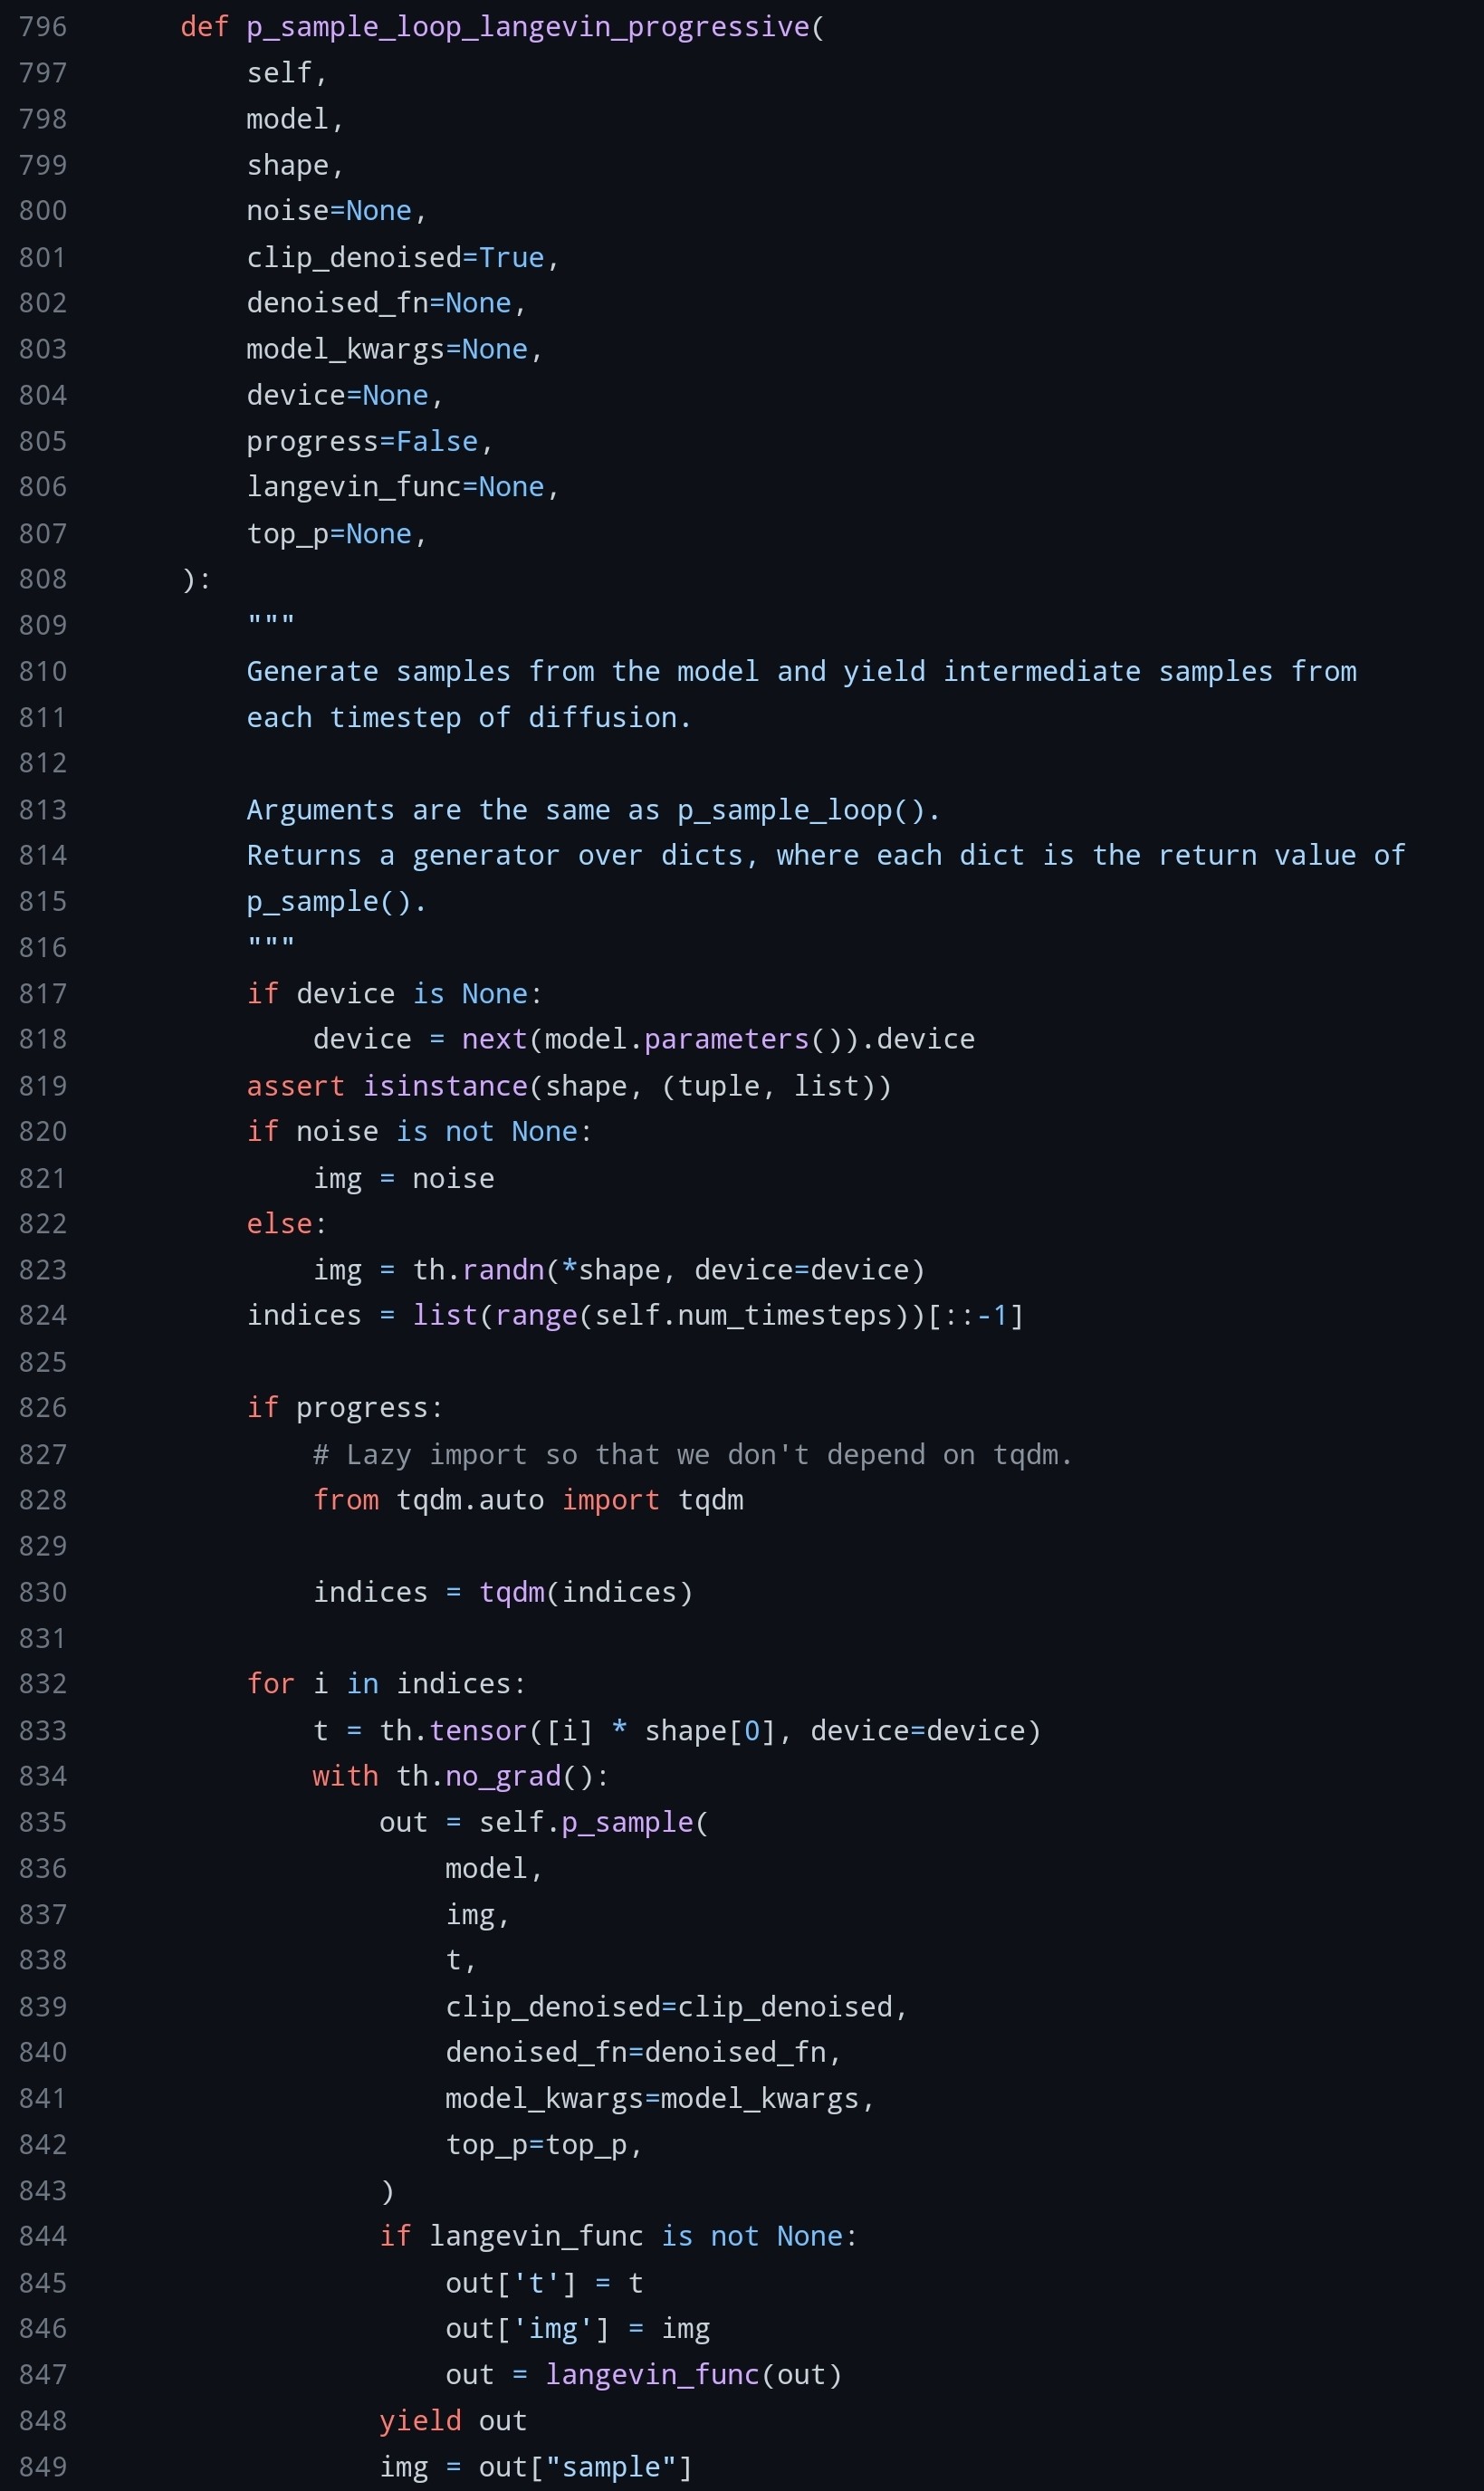 796 def p_sample_loop_langevin_progressive(
797 self,
798 model,
799 shape,
800 noise=None,
801 clip_denoised=True,
802 denoised_fn=None,
803 model_kwargs=None,
804 device=None,
805 progress=False,
806 langevin_func=None,
807 top_p=None,
808 ):
809 """
810 Generate samples from the model and yield intermediate samples from
811 each timestep of diffusion.
812
813 Arguments are the same as p_sample_loop().
814 Returns a generator over dicts, where each dict is the return value of
815 p_sample().
816 """
817 if device is None:
818 device = next(model.parameters()).device
819 assert isinstance(shape, (tuple, list))
820 if noise is not None:
821 img = noise
822 else:
823 img = th.randn(*shape, device=device)
824 indices = list(range(self.num_timesteps))[::-1]
825
826 if progress:
827 # Lazy import so that we don't depend on tqdm.
828 from tqdm.auto import tqdm
829
830 indices = tqdm(indices)
831
832 for i in indices:
833 t = th.tensor([i] * shape[0], device=device)
834 with th.no_grad():
835 out = self.p_sample(
836 model,
837 img,
838 t,
839 clip_denoised=clip_denoised,
840 denoised_fn=denoised_fn,
841 model_kwargs=model_kwargs,
842 top_p=top_p,
843 )
844 if langevin_func is not None:
845 out['t'] = t
846 out['img'] = img
847 out = langevin_func(out)
848 yield out
849 img = out["sample"]